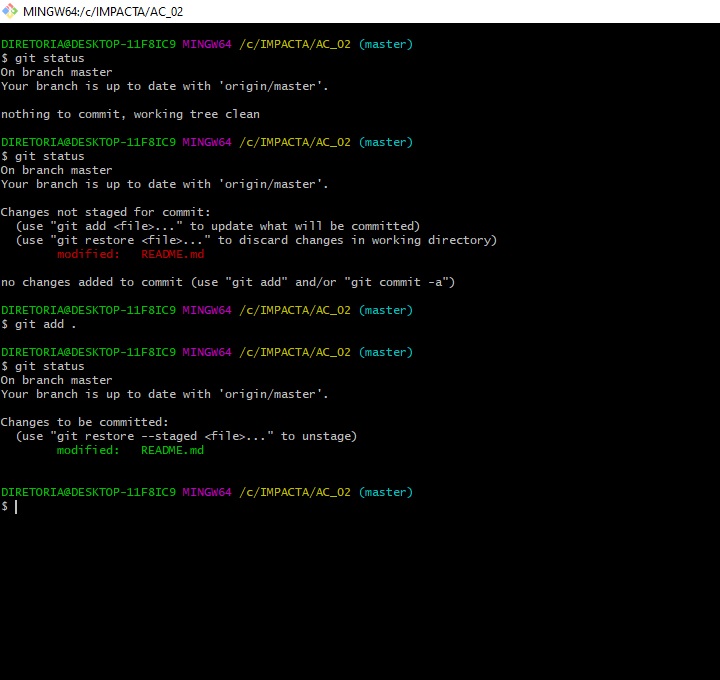 MINGW64:/c/IMPACTA/AC_02
DIRETORIA@DESKTOP-11F8IC9 MINGW64 /c/IMPACTA/AC_02 (master)
$ git status
On branch master
Your branch is up to date with 'origin/master'.
nothing to commit, working tree clean
DIRETORIA@DESKTOP-11F8IC9 MINGW64 /c/IMPACTA/AC_02 (master)
$ git status
On branch master
Your branch is up to date with 'origin/master'.
Changes not staged for commit:
  (use "git add <file>..." to update what will be committed)
  (use "git restore <file>..." to discard changes in working directory)
        modified:   README.md
no changes added to commit (use "git add" and/or "git commit -a")
DIRETORIA@DESKTOP-11F8IC9 MINGW64 /c/IMPACTA/AC_02 (master)
$ git add .
DIRETORIA@DESKTOP-11F8IC9 MINGW64 /c/IMPACTA/AC_02 (master)
$ git status
On branch master
Your branch is up to date with 'origin/master'.
Changes to be committed:
  (use "git restore --staged <file>..." to unstage)
        modified:   README.md
DIRETORIA@DESKTOP-11F8IC9 MINGW64 /c/IMPACTA/AC_02 (master)
$